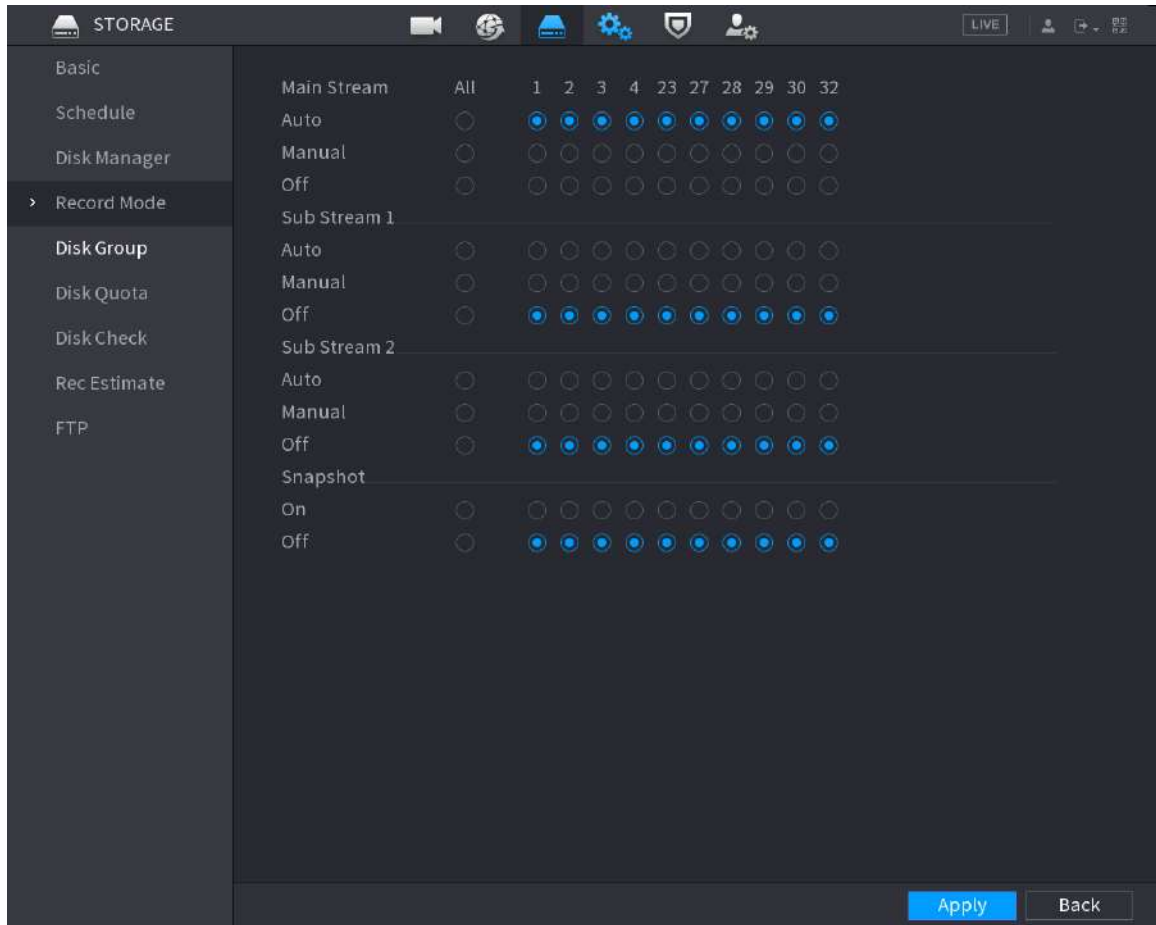 STORAGE LIVE
Basic
Schedule
Disk Manager
Record Mode
Disk Group
Disk Quota
Disk Check
Rec Estimate
FTP
Main Stream All 1 2 3 4 23 27 28 29 30 32
Auto
Manual
Off
Sub Stream 1
Auto
Manual
Off
Sub Stream 2
Auto
Manual
Off
Snapshot
On
Off
Apply Back